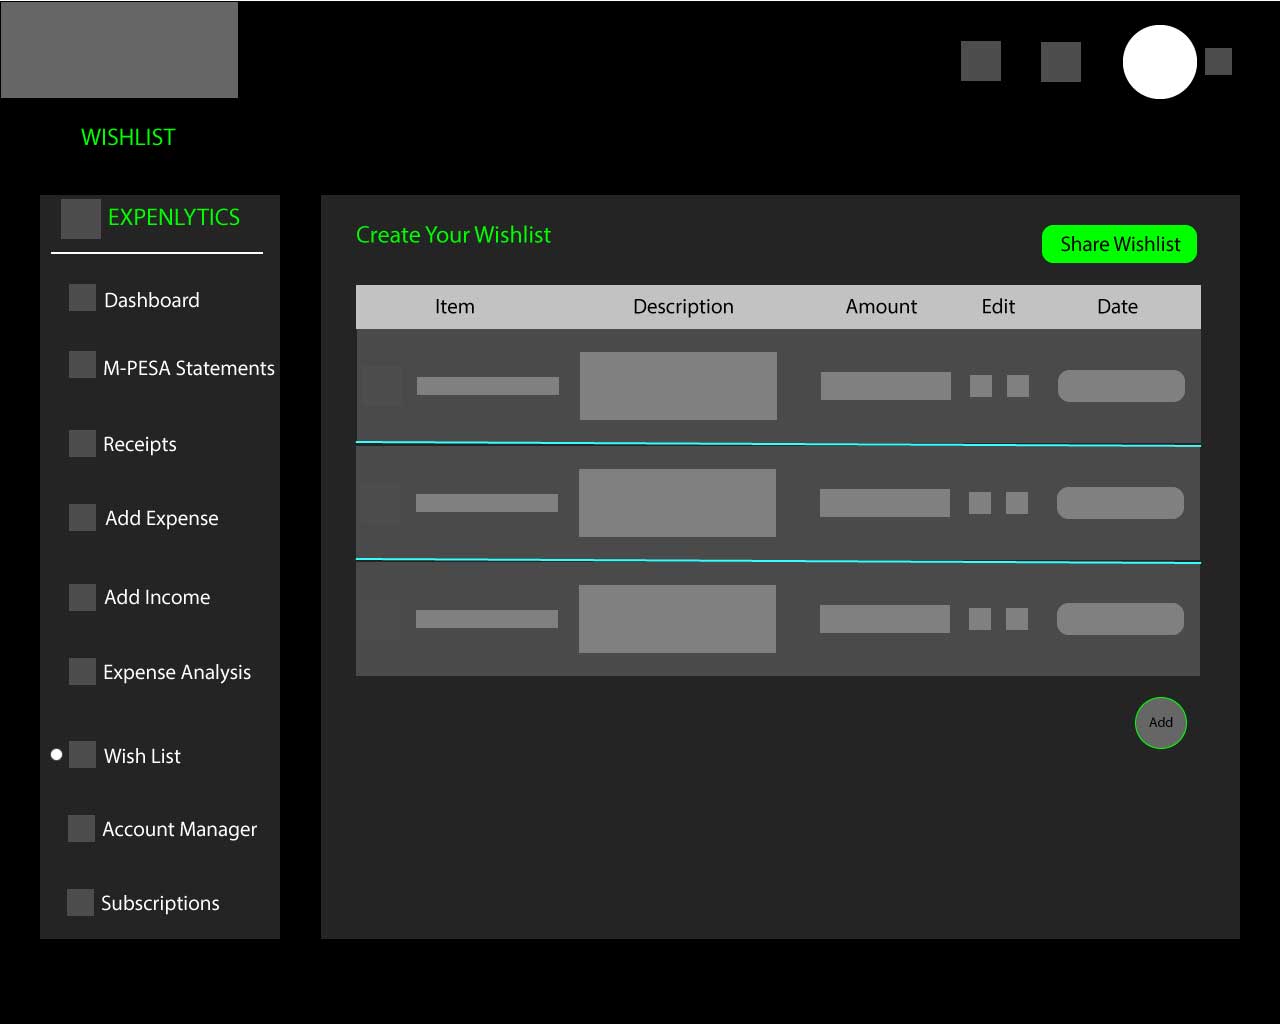 WISHLIST
EXPENLYTICS
Dashboard
M-PESA Statements
Receipts
Add Expense
Add Income
Expense Analysis
Wish List
Account Manager
Subscriptions
Create Your Wishlist
Share Wishlist
Item Description Amount Edit Date
Add